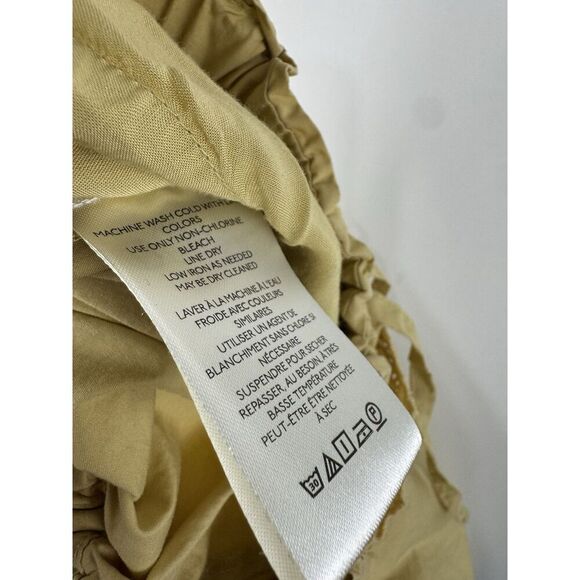 MACHINE WASH COLD WITH
COLORS
USE ONLY NON-CHLORINE
BLEACH
LINE DRY
LOW IRON AS NEEDED
MAY BE DRY CLEANED
LAVER À LA MACHINE À L'EAU
FROIDE AVEC COULEURS
SIMILAIRES
UTILISER UN AGENT DE
BLANCHIMENT SANS CHLORE SI
NÉCESSAIRE
SUSPENDRE POUR SÉCHER
REPASSER, AU BESOIN, À TRÈS
BASSE TEMPÉRATURE
PEUT-ÊTRE ÊTRE NETTOYÉE
À SEC
30 P